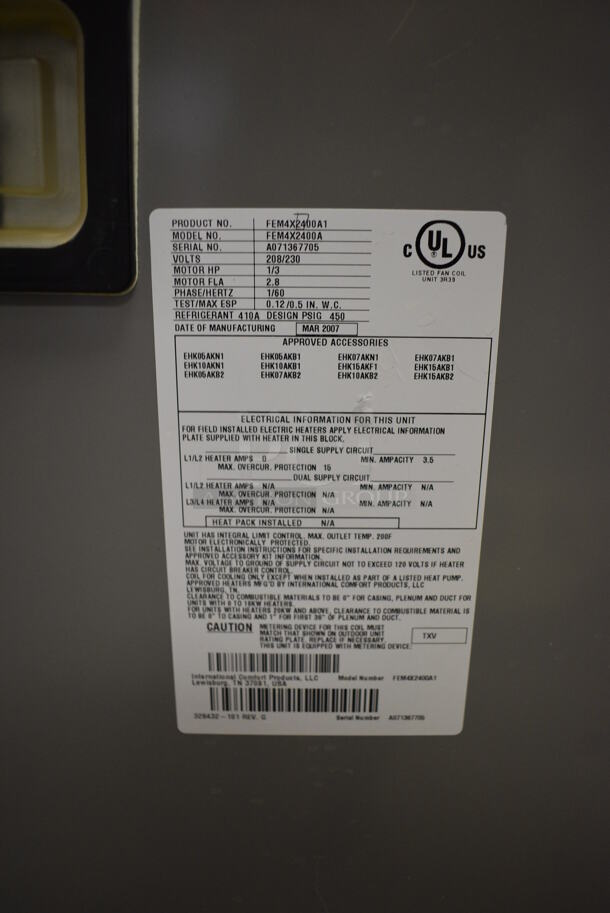 PRODUCT NO. FEM4X2400A1
MODEL NO. FEM4X2400A
SERIAL NO. A071367705
VOLTS 208/230
MOTOR HP 1/3
MOTOR FLA 2.8
PHASE/HERTZ 1/60
TEST/MAX ESP 0.12/0.5 IN. W.C.
REFRIGERANT 410A DESIGN PSIG 450
DATE OF MANUFACTURING MAR 2007
C UL US
LISTED FAN COIL
UNIT 3R39
APPROVED ACCESSORIES
EHK05AKN1 EHK05AKB1 EHK07AKN1 EHK07AKB1
EHK10AKN1 EHK10AKB1 EHK15AKF1 EHK15AKB1
EHK05AKB2 EHK07AKB2 EHK10AKB2 EHK15AKB2
ELECTRICAL INFORMATION FOR THIS UNIT
FOR FIELD INSTALLED ELECTRIC HEATERS APPLY ELECTRICAL INFORMATION
PLATE SUPPLIED WITH HEATER IN THIS BLOCK.
SINGLE SUPPLY CIRCUIT
L1/L2 HEATER AMPS 0 MIN. AMPACITY 3.5
MAX. OVERCUR. PROTECTION 15
DUAL SUPPLY CIRCUIT
L1/L2 HEATER AMPS N/A MIN. AMPACITY N/A
MAX. OVERCUR. PROTECTION N/A
L3/L4 HEATER AMPS N/A MIN. AMPACITY N/A
MAX. OVERCUR. PROTECTION N/A
HEAT PACK INSTALLED N/A
UNIT HAS INTEGRAL LIMIT CONTROL. MAX. OUTLET TEMP. 200F
MOTOR ELECTRONICALLY PROTECTED.
SEE INSTALLATION INSTRUCTIONS FOR SPECIFIC INSTALLATION REQUIREMENTS AND
APPROVED ACCESSORY KIT INFORMATION.
MAX. VOLTAGE TO GROUND OF SUPPLY CIRCUIT NOT TO EXCEED 120 VOLTS IF HEATER
HAS CIRCUIT BREAKER CONTROL.
COIL FOR COOLING ONLY EXCEPT WHEN INSTALLED AS PART OF A LISTED HEAT PUMP.
APPROVED HEATERS MFG'D BY INTERNATIONAL COMFORT PRODUCTS, LLC
LEWISBURG, TN.
CLEARANCE TO COMBUSTIBLE MATERIALS TO BE 0" FOR CASING, PLENUM AND DUCT FOR
UNITS WITH 0 TO 18KW HEATERS.
FOR UNITS WITH HEATERS 20KW AND ABOVE, CLEARANCE TO COMBUSTIBLE MATERIAL IS
TO BE 0" TO CASING AND 1" FOR FIRST 36" OF PLENUM AND DUCT.
CAUTION METERING DEVICE FOR THIS COIL MUST
MATCH THAT SHOWN ON OUTDOOR UNIT
RATING PLATE. REPLACE IF NECESSARY.
THIS UNIT IS EQUIPPED WITH METERING DEVICE.
TXV
International Comfort Products, LLC Model Number FEM4X2400A1
Lewisburg, TN 37091, USA
329432-101 REV. G Serial Number A071367705